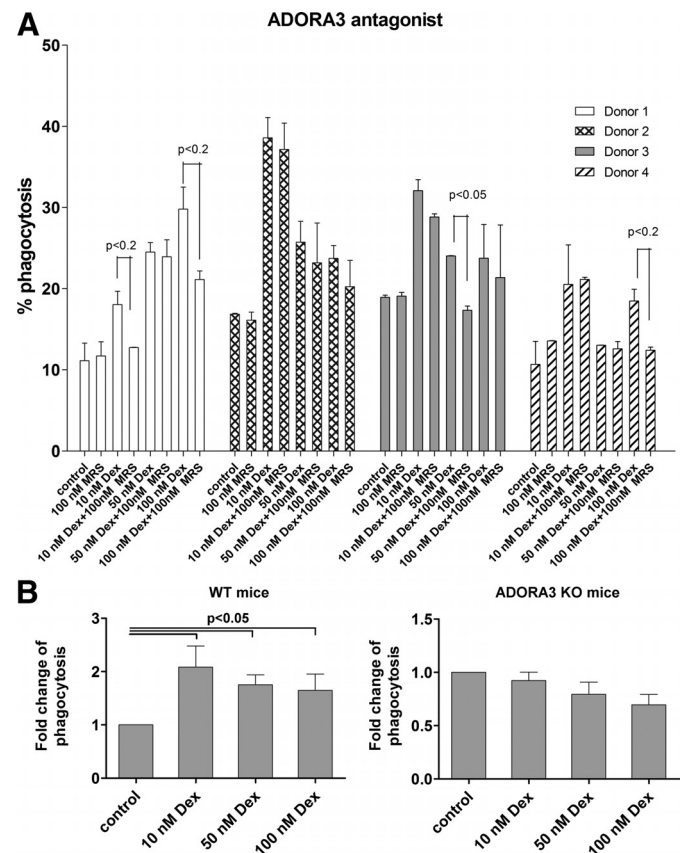 A
ADORA3 antagonist
% phagocytosis
50
40
30
20
10
0
Donor 1
Donor 2
Donor 3
Donor 4
p<0.2
p<0.2
p<0.05
p<0.2
control
100 nM MRS
10 nM Dex
10 nM Dex+100nM MRS
50 nM Dex
50 nM Dex+100nM MRS
100 nM Dex
100 nM Dex+100nM MRS
control
100 nM MRS
10 nM Dex
10 nM Dex+100nM MRS
50 nM Dex
50 nM Dex+100nM MRS
100 nM Dex
100 nM Dex+100nM MRS
control
100 nM MRS
10 nM Dex
10 nM Dex+100nM MRS
50 nM Dex
50 nM Dex+100nM MRS
100 nM Dex
100 nM Dex+100nM MRS
control
100 nM MRS
10 nM Dex
10 nM Dex+100nM MRS
50 nM Dex
50 nM Dex+100nM MRS
100 nM Dex
100 nM Dex+100nM MRS
B
WT mice
Fold change of
phagocytosis
3
2
1
0
p<0.05
control
10 nM Dex
50 nM Dex
100 nM Dex
ADORA3 KO mice
Fold change of
phagocytosis
1.5
1.0
0.5
0.0
control
10 nM Dex
50 nM Dex
100 nM Dex